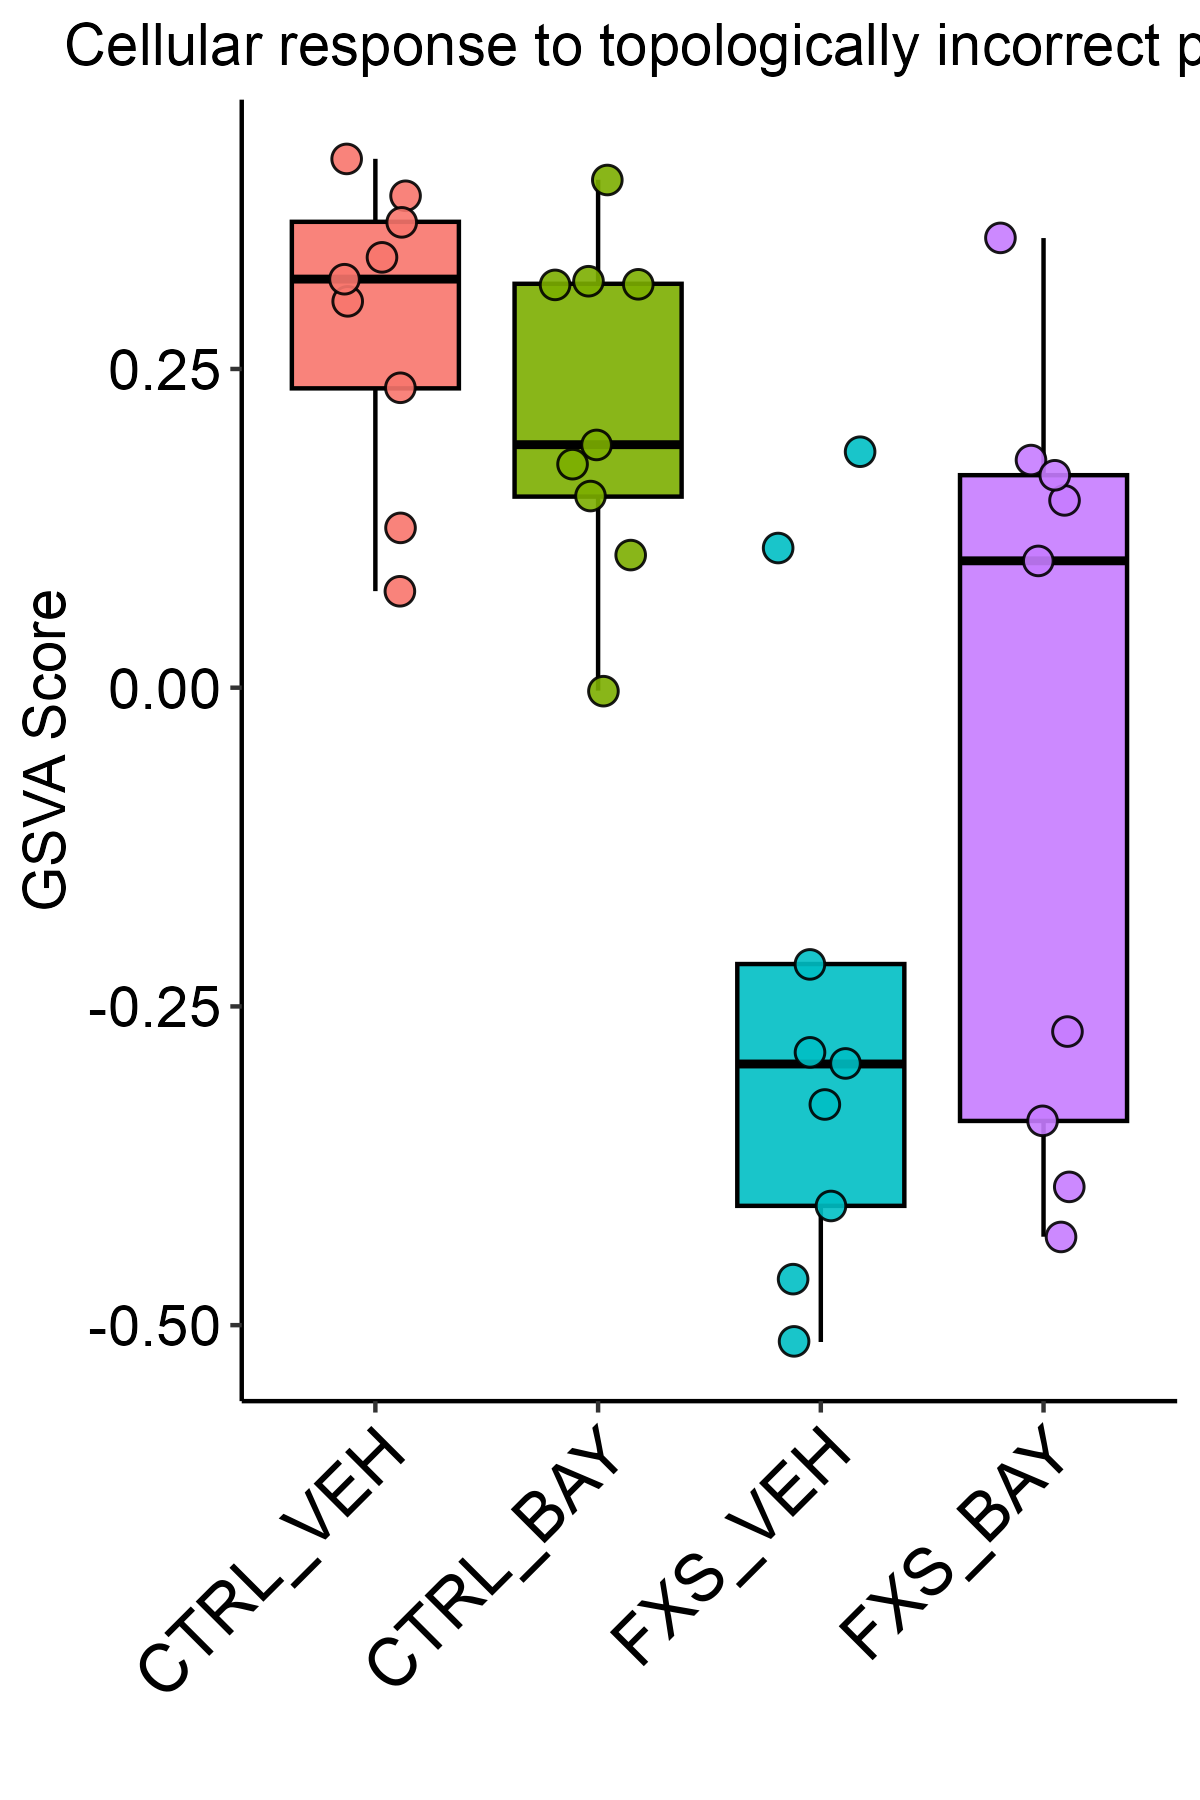 Cellular response to topologically incorrect p
GSVA Score
0.25
0.00
-0.25
-0.50
CTRL_VEH
CTRL_BAY
FXS_VEH
FXS_BAY